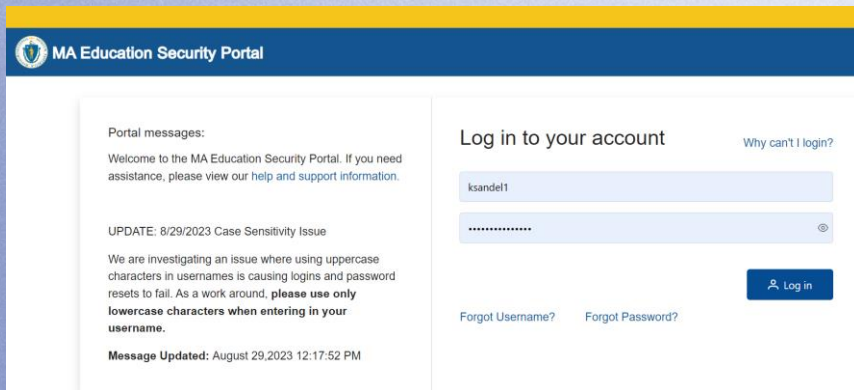 MA Education Security Portal
Portal messages:
Welcome to the MA Education Security Portal. If you need
assistance, please view our help and support information.
UPDATE: 8/29/2023 Case Sensitivity Issue
We are investigating an issue where using uppercase
characters in usernames is causing logins and password
resets to fail. As a work around, please use only
lowercase characters when entering in your
username.
Message Updated: August 29,2023 12:17:52 PM
Log in to your account
Why can't I login?
ksandel1
•••••••••••••••
Log in
Forgot Username? Forgot Password?